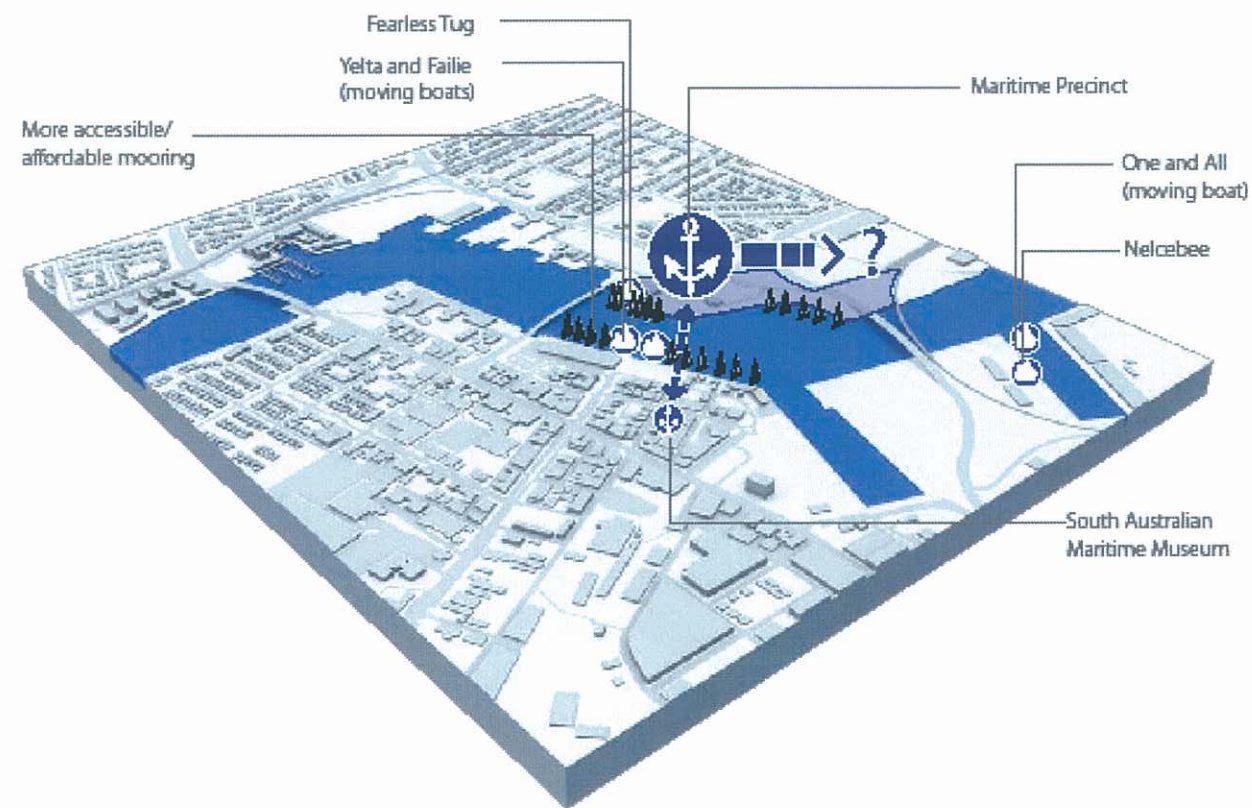 Fearless Tug
Yelta and Failie
(moving boats)
More accessible/
affordable mooring
Maritime Precinct
One and All
(moving boat)
Nelcebee
?
South Australian
Maritime Museum